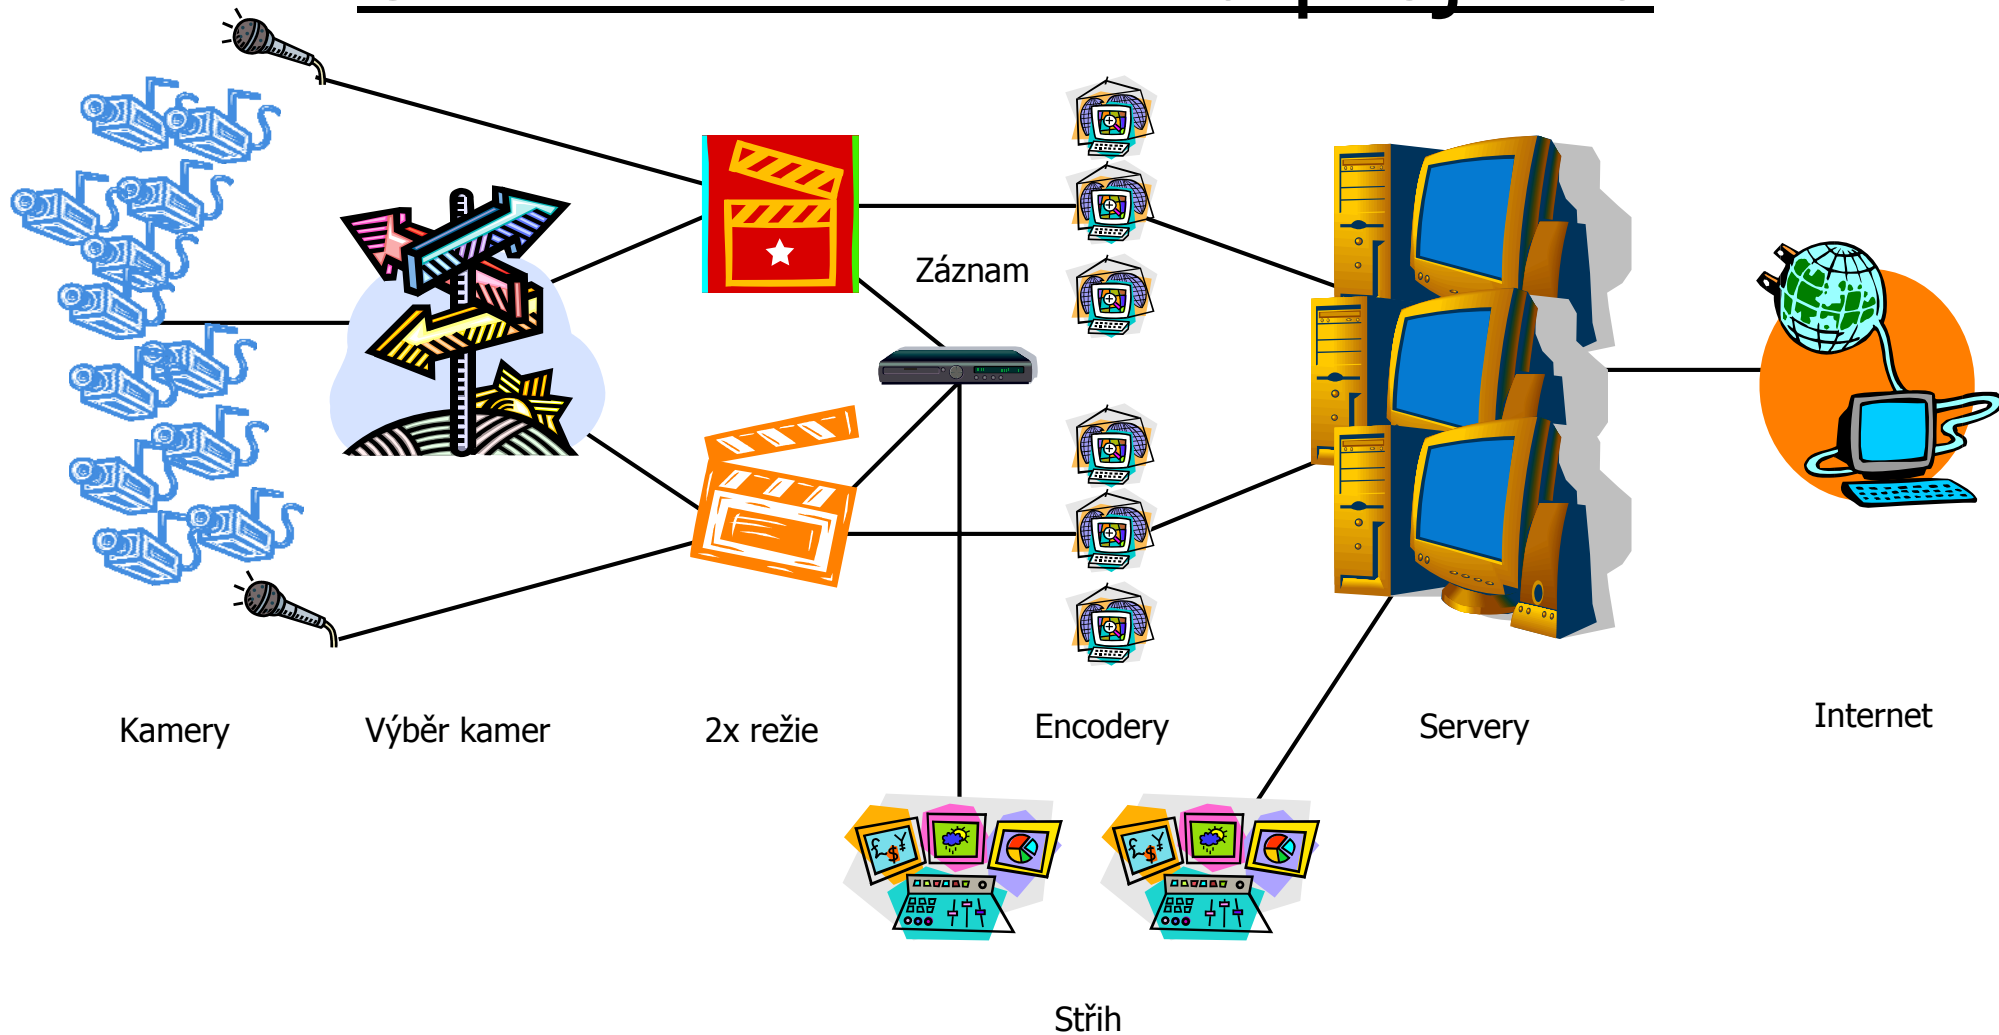 Záznam
Kamery
Výběr kamer
2x režie
Encodery
Servery
Internet
Střih